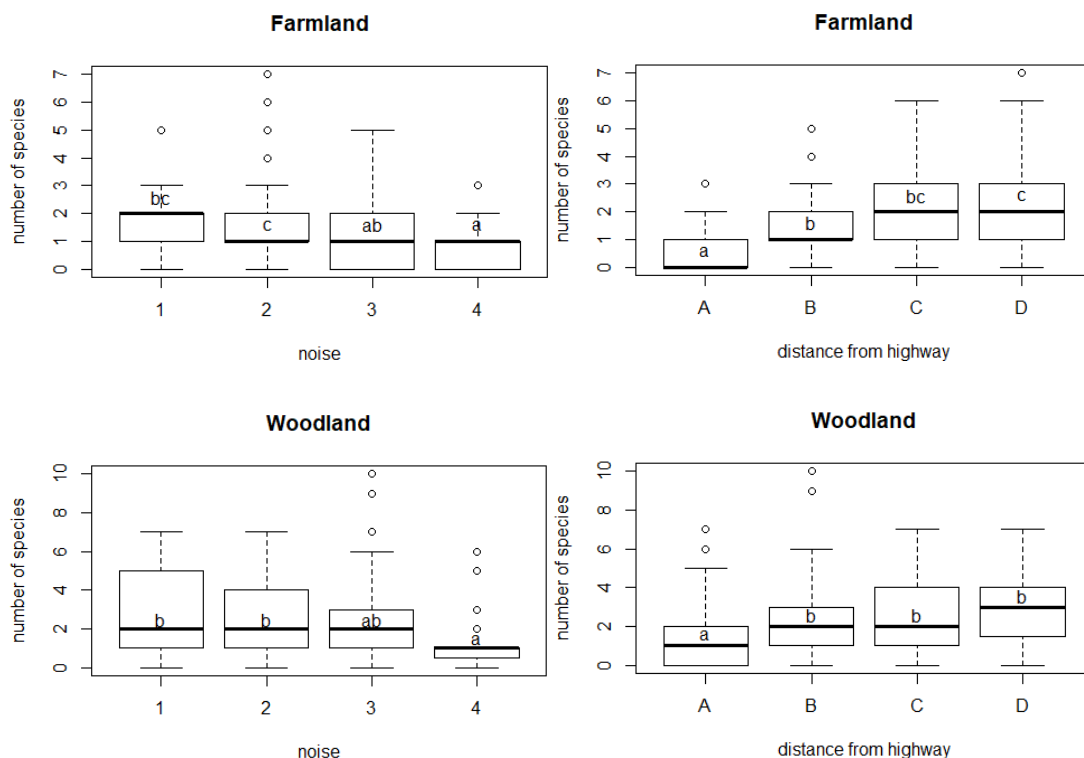 Farmland
number of species
7
6
5
4
3
2
1
0
bc
c
ab
a
1 2 3 4
noise
Farmland
number of species
7
6
5
4
3
2
1
0
a
b
bc
c
A B C D
distance from highway
Woodland
number of species
10
8
6
4
2
0
b
b
ab
a
1 2 3 4
noise
Woodland
number of species
10
8
6
4
2
0
a
b
b
b
A B C D
distance from highway